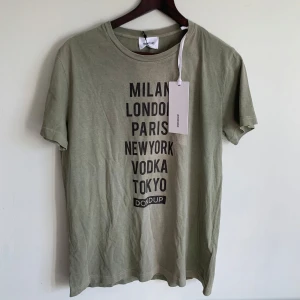 MILAN
LONDON
PARIS
NEWYORK
VODKA
TOKYO
DONDUP